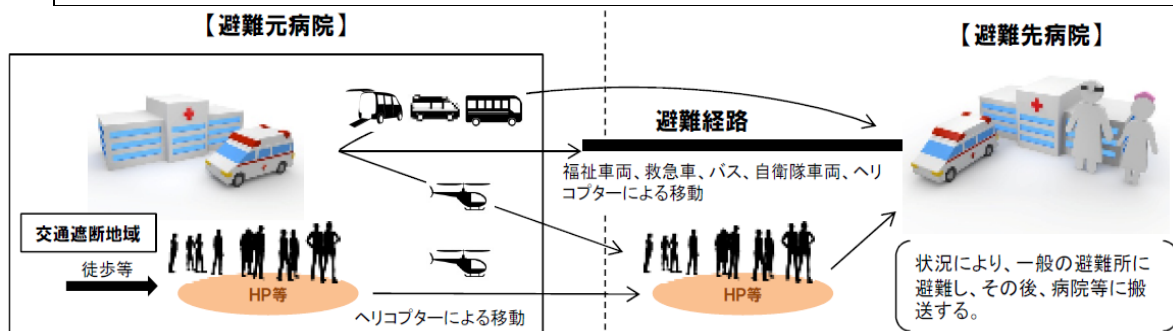 【避難元病院】
【避難先病院】
避難経路
福祉車両、救急車、バス、自衛隊車両、ヘリ
コプターによる移動
交通遮断地域
徒歩等
HP等
ヘリコプターによる移動
HP等
状況により、一般の避難所に
避難し、その後、病院等に搬
送する。